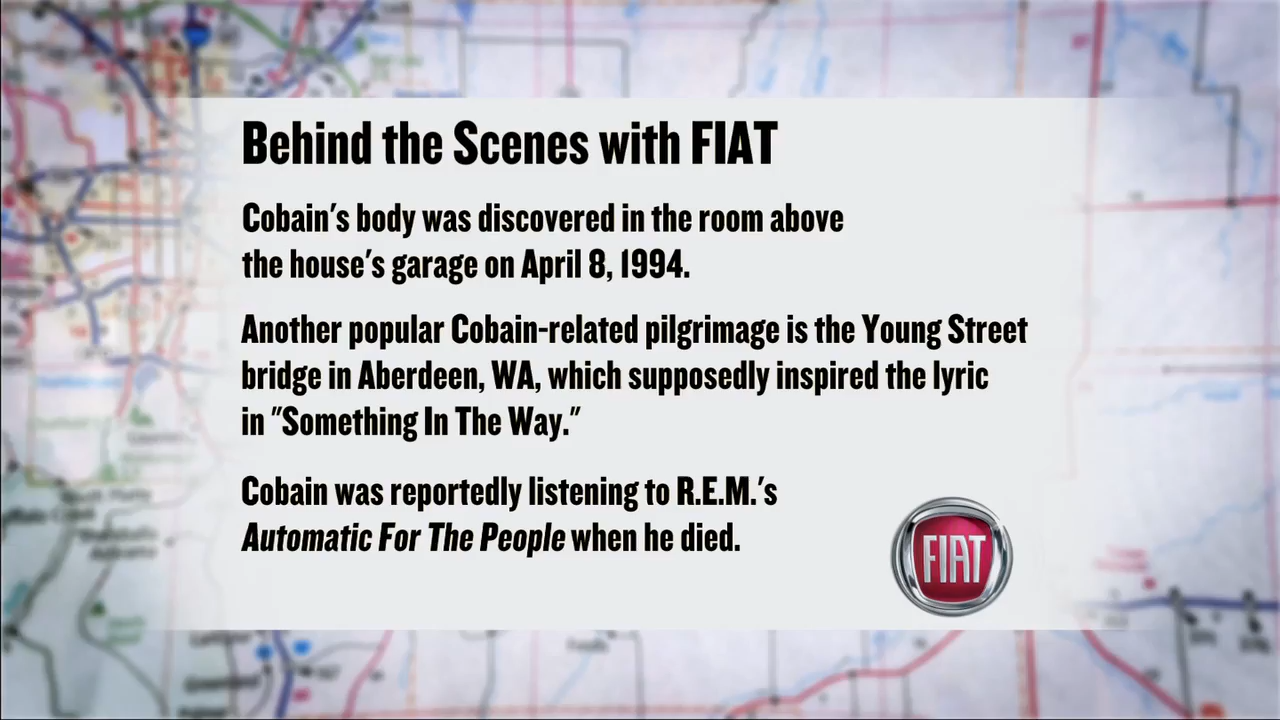 Behind the Scenes with FIAT
Cobain's body was discovered in the room above
the house's garage on April 8, 1994.
Another popular Cobain-related pilgrimage is the Young Street
bridge in Aberdeen, WA, which supposedly inspired the lyric
in "Something In The Way."
Cobain was reportedly listening to R.E.M.'s
Automatic For The People when he died.
FIAT